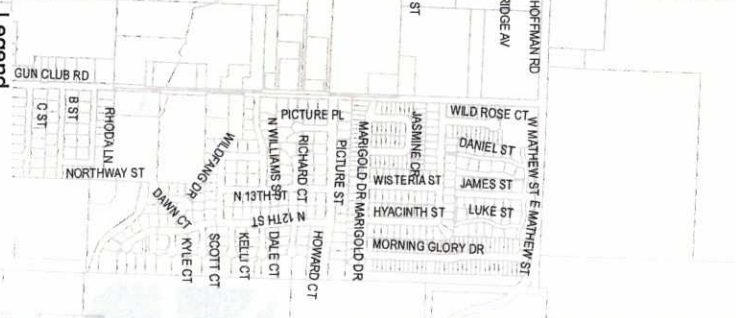 ST
RIDGE AV
HOFFMAN RD
Legend
GUN CLUB RD
C ST
B ST
RHODA LN
NORTHWAY ST
WILDFANG DR
DAWN CT
KYLE CT
SCOTT CT
KELLI CT
DALE CT
HOWARD CT
N WILLIAMS ST
RICHARD CT
N 13TH ST
N 12TH ST
PICTURE PL
PICTURE ST
MARIGOLD DR MARIGOLD DR
JASMINE DR
WISTERIA ST
HYACINTH ST
MORNING GLORY DR
WILD ROSE CT
DANIEL ST
JAMES ST
LUKE ST
W MATHEW ST E MATHEW ST